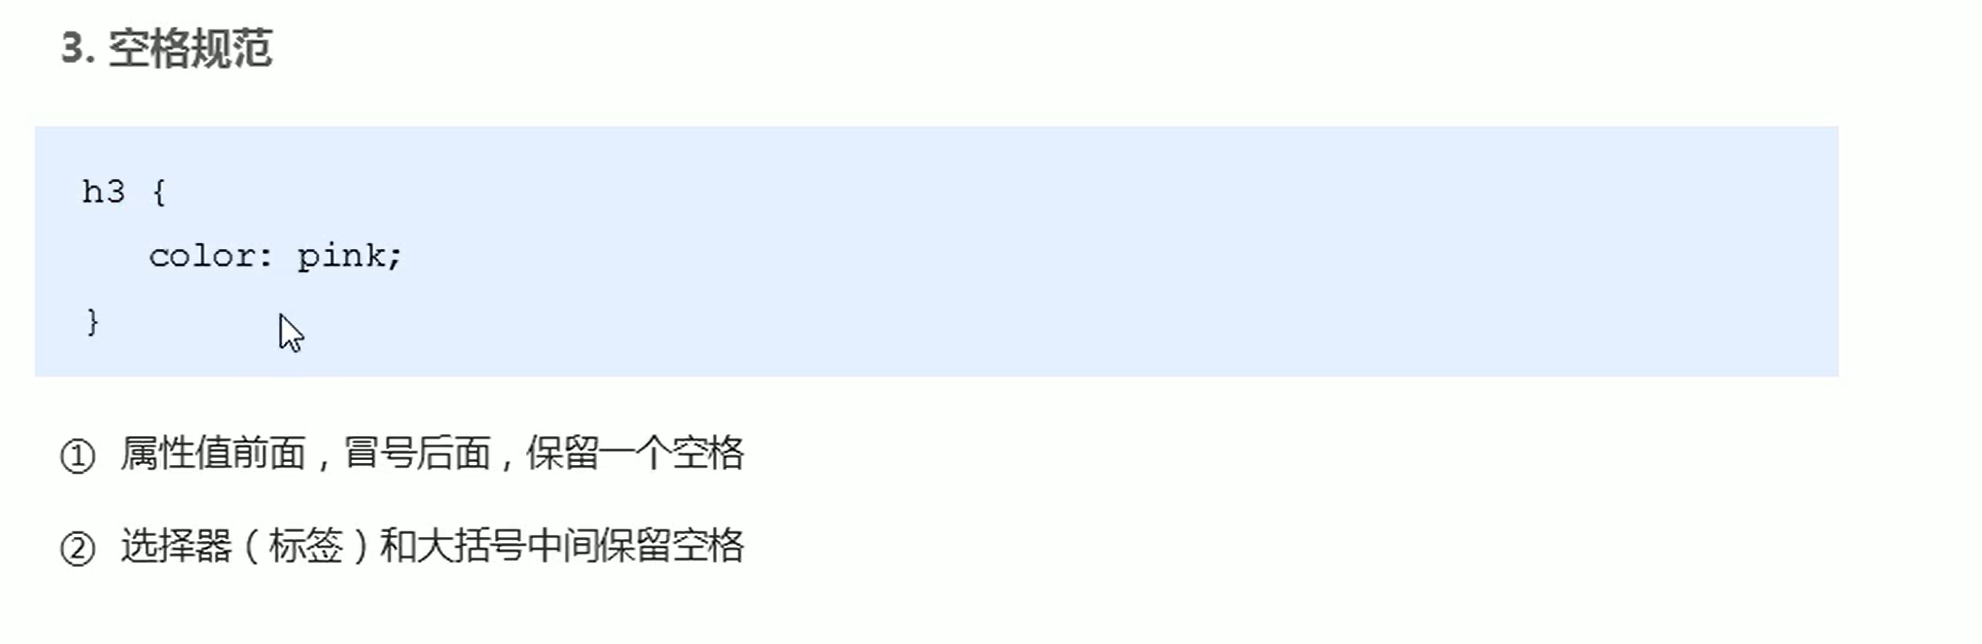 3. 空格规范
h3 {
color: pink;
}
① 属性值前面，冒号后面，保留一个空格
② 选择器（标签）和大括号中间保留空格